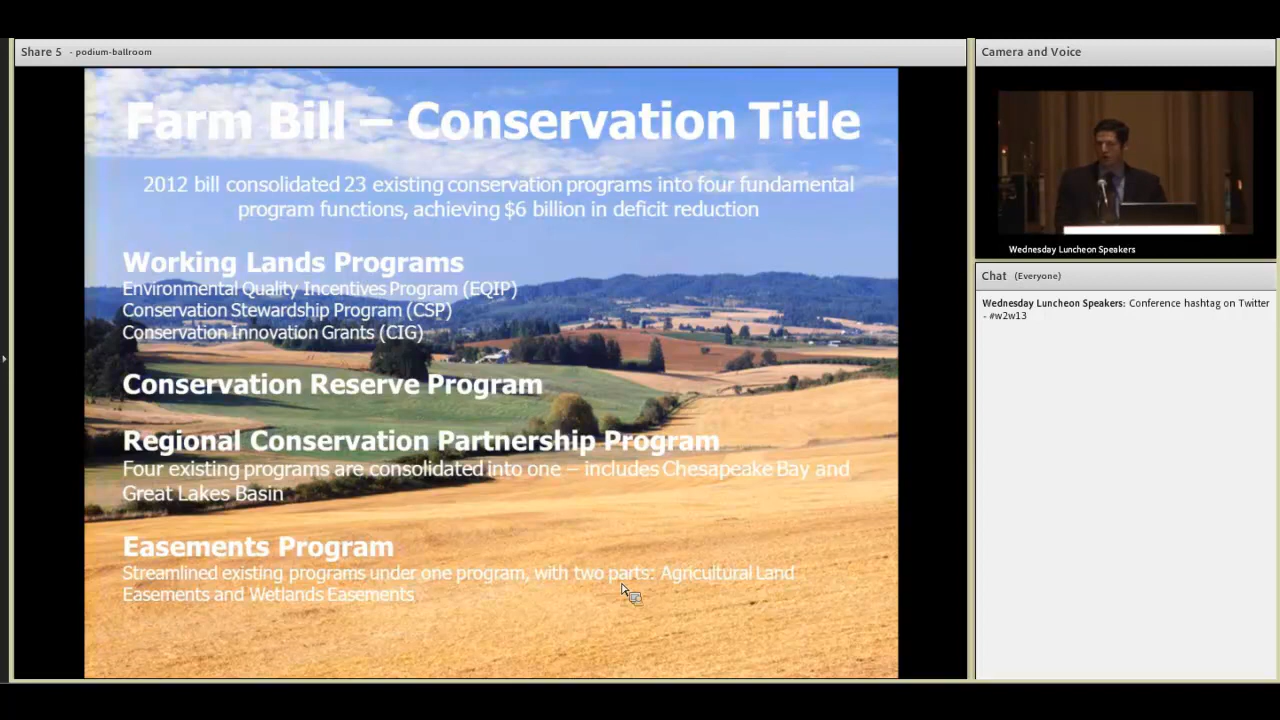 Share 5 - podium-ballroom
Farm Bill – Conservation Title
2012 bill consolidated 23 existing conservation programs into four fundamental
program functions, achieving $6 billion in deficit reduction
Working Lands Programs
Environmental Quality Incentives Program (EQIP)
Conservation Stewardship Program (CSP)
Conservation Innovation Grants (CIG)
Conservation Reserve Program
Regional Conservation Partnership Program
Four existing programs are consolidated into one – includes Chesapeake Bay and
Great Lakes Basin
Easements Program
Streamlined existing programs under one program, with two parts: Agricultural Land
Easements and Wetlands Easements
Camera and Voice
Wednesday Luncheon Speakers
Chat (Everyone)
Wednesday Luncheon Speakers: Conference hashtag on Twitter
- #w2w13